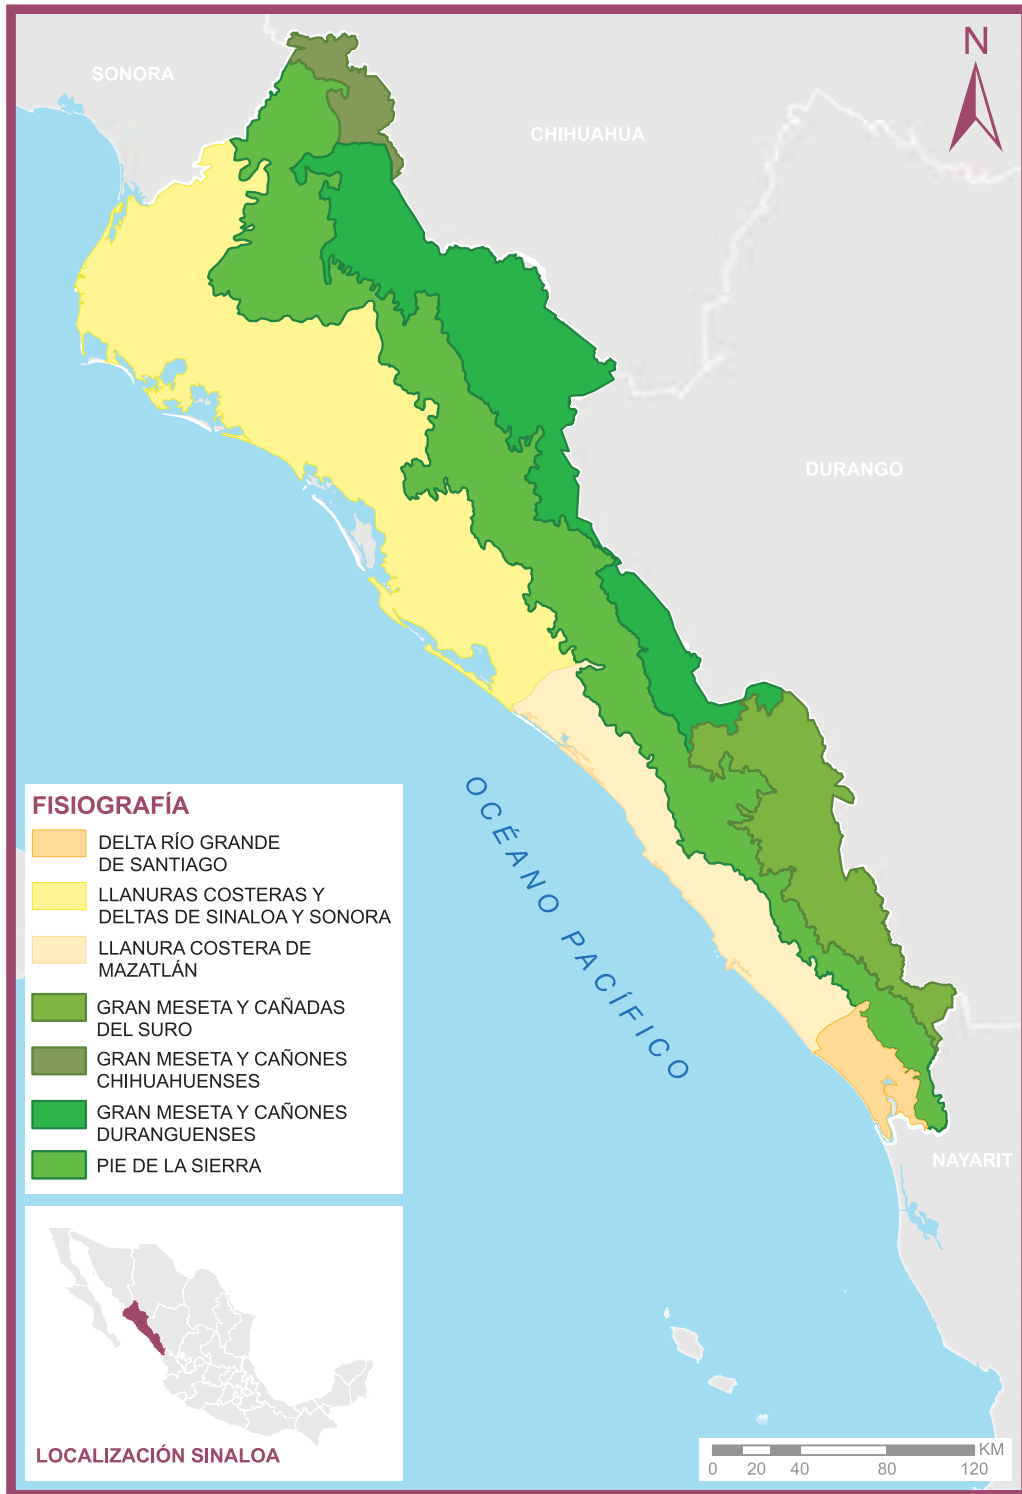 N
SONORA
CHIHUAHUA
DURANGO
OCÉANO PACÍFICO
NAYARIT
FISIOGRAFÍA
DELTA RÍO GRANDE
DE SANTIAGO
LLANURAS COSTERAS Y
DELTAS DE SINALOA Y SONORA
LLANURA COSTERA DE
MAZATLÁN
GRAN MESETA Y CAÑADAS
DEL SURO
GRAN MESETA Y CAÑONES
CHIHUAHUENSES
GRAN MESETA Y CAÑONES
DURANGUENSES
PIE DE LA SIERRA
LOCALIZACIÓN SINALOA
KM
0 20 40 80 120